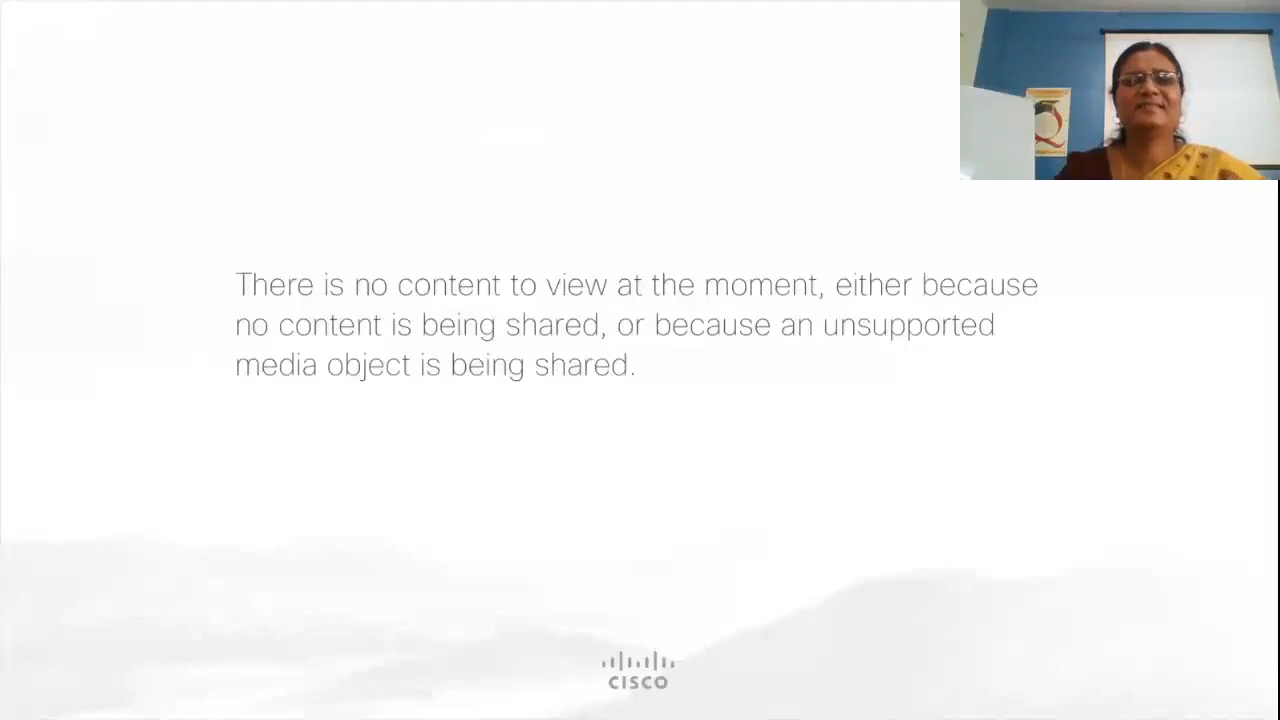 There is no content to view at the moment, either because
no content is being shared, or because an unsupported
media object is being shared.
CISCO